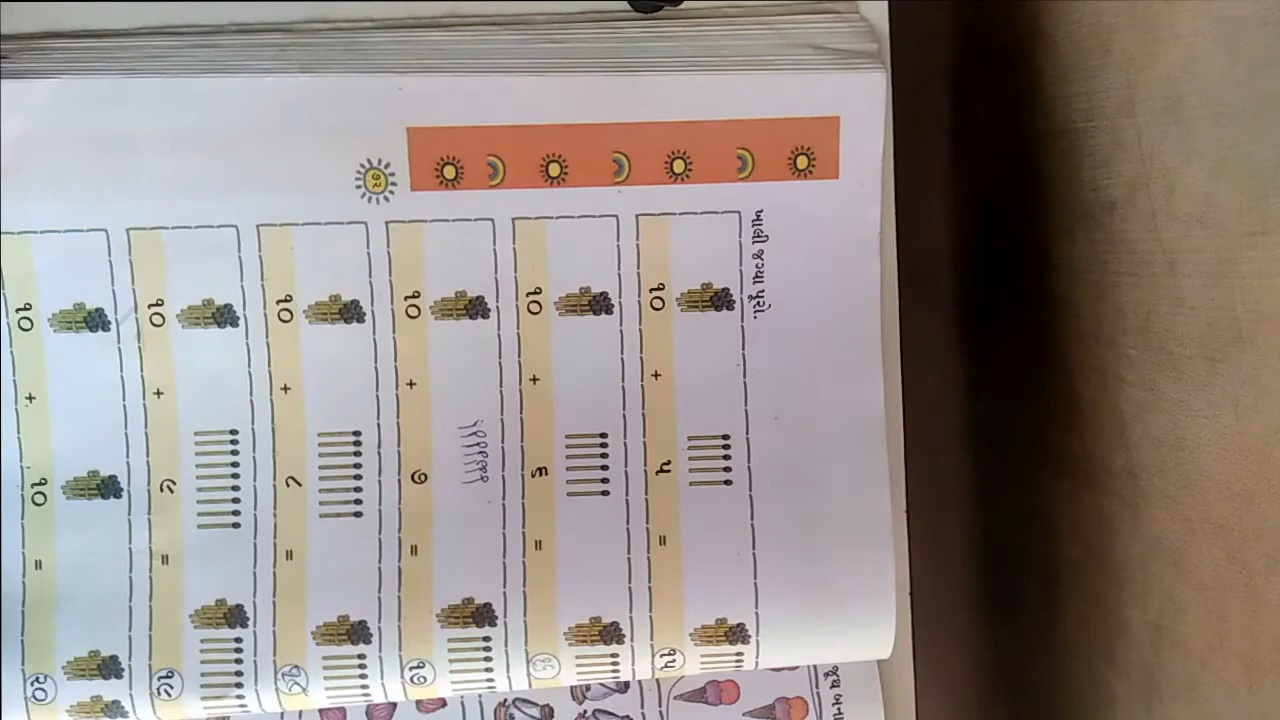 ખાલી જગ્યા પૂરો.
૧૦ + ૫ = ૧૫
૧૦ + ૬ = ૧૬
૧૦ + ૭ = ૧૭
૧૦ + ૮ = ૧૮
૧૦ + ૯ = ૧૯
૧૦ + ૧૦ = ૨૦
૭૨